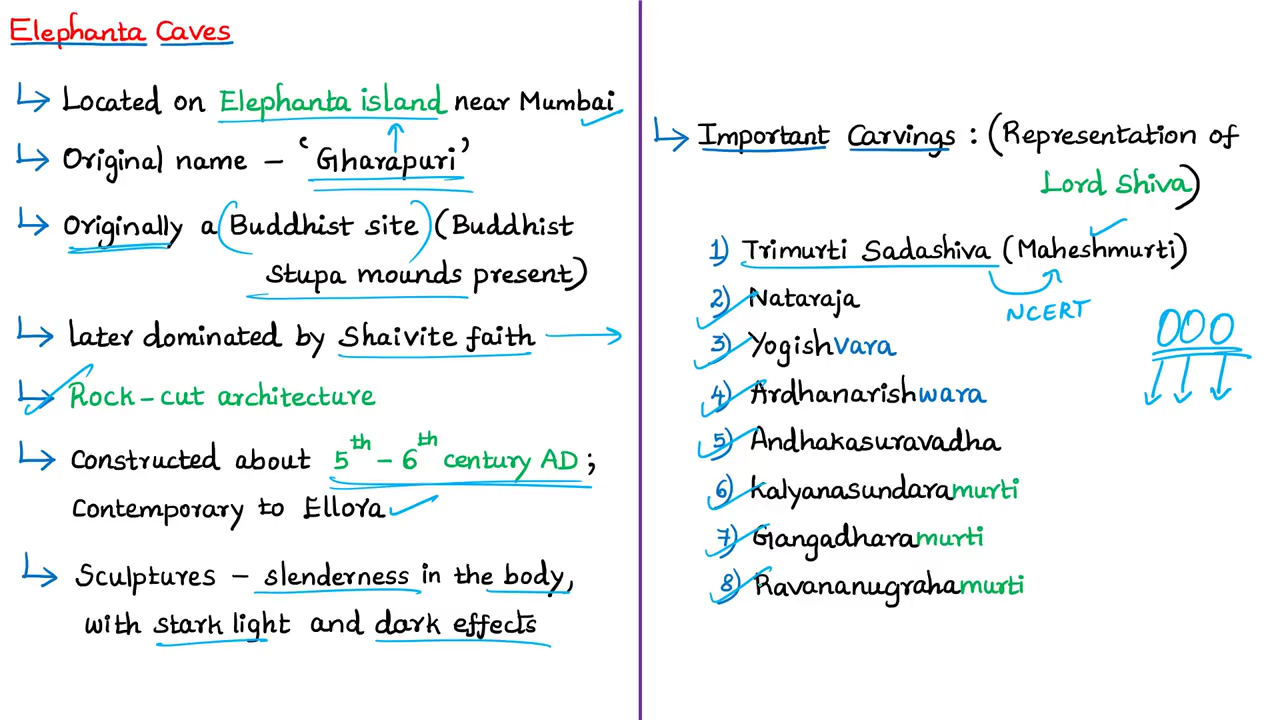 Elephanta Caves
↳ Located on Elephanta island near Mumbai
↳ Original name – ‘Gharapuri’
↳ Originally a (Buddhist site) (Buddhist
Stupa mounds present)
↳ later dominated by Shaivite faith →
↳ Rock-cut architecture
↳ Constructed about 5th – 6th century AD ;
Contemporary to Ellora
↳ Sculptures – slenderness in the body,
with stark light and dark effects
↳ Important Carvings : (Representation of
Lord Shiva)
1) Trimurti Sadashiva (Maheshmurti)
NCERT
2) Nataraja
3) Yogishvara
4) Ardhanarishwara
5) Andhakasuravadha
6) Kalyanasundaramurti
7) Gangadharamurti
8) Ravananugrahamurti